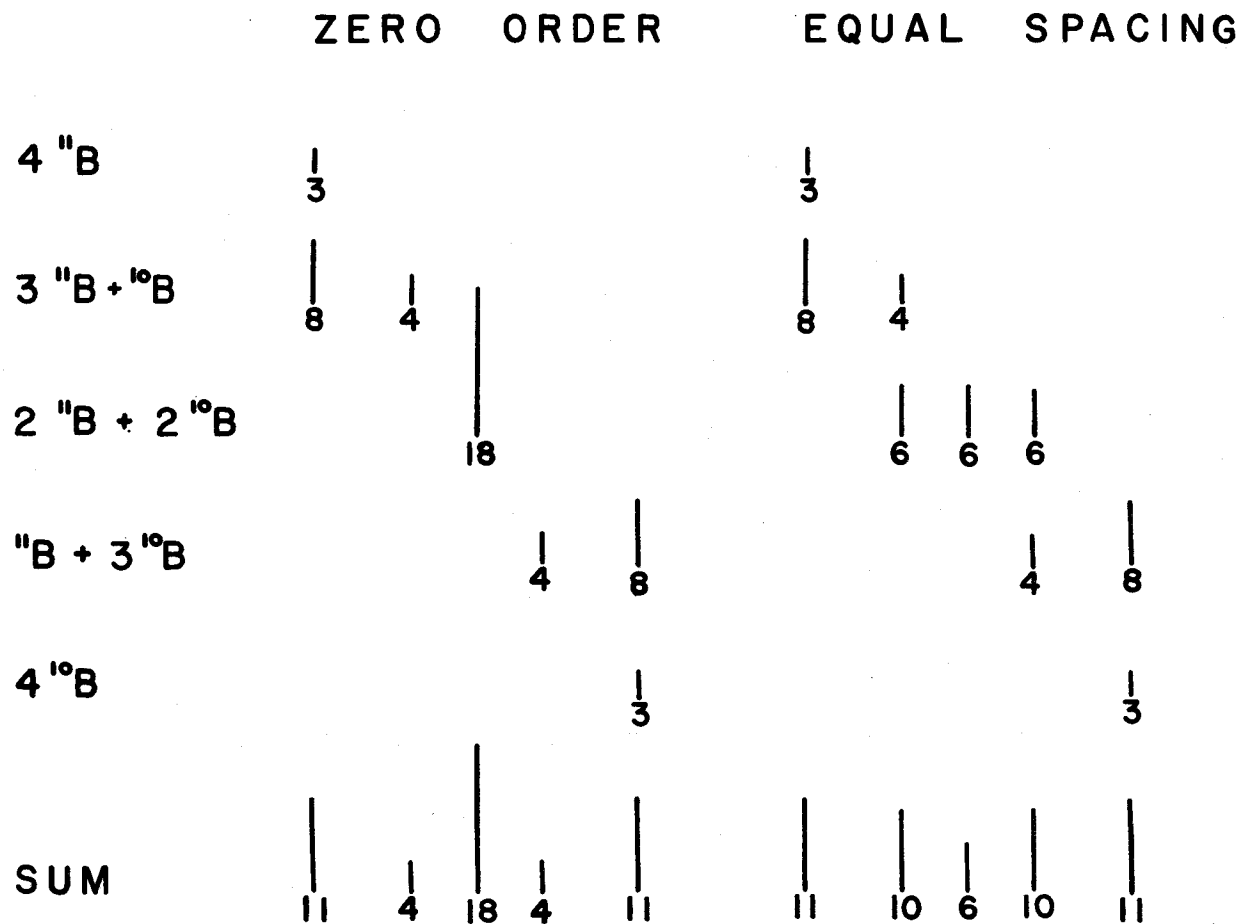 ZERO ORDER EQUAL SPACING
4 ¹¹B
3 3
3 ¹¹B + ¹⁰B
8 4 8 4
2 ¹¹B + 2 ¹⁰B
18 6 6 6
¹¹B + 3 ¹⁰B
4 8 4 8
4 ¹⁰B
3 3
SUM
11 4 18 4 11 11 10 6 10 11